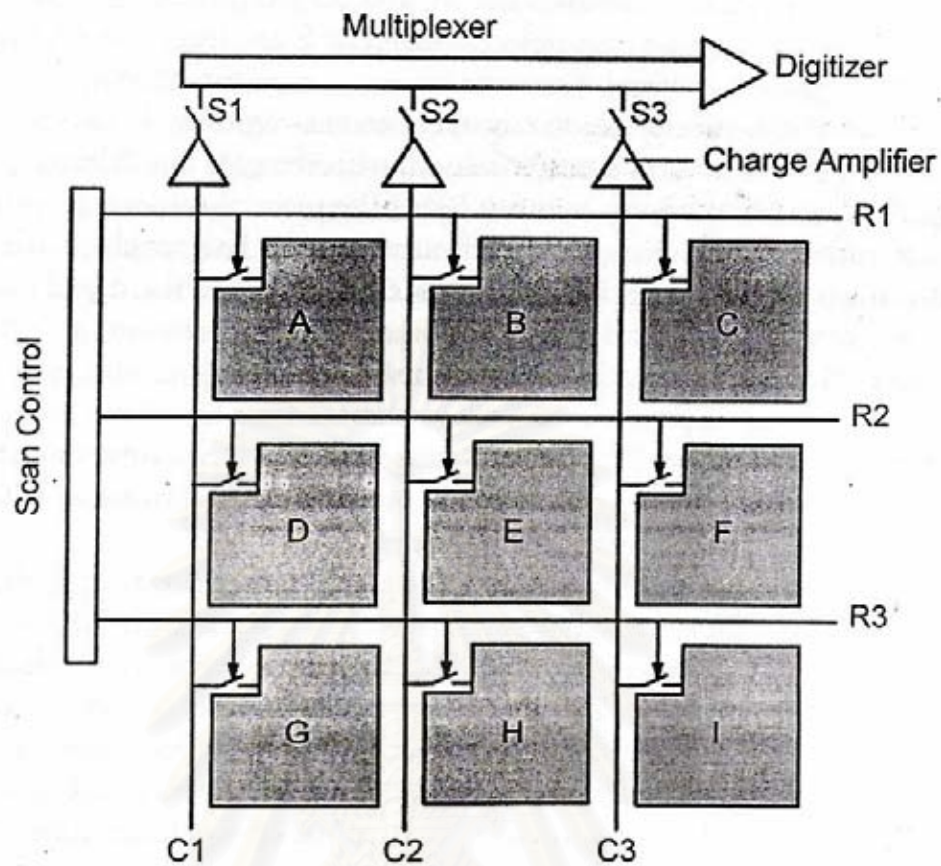 Multiplexer
Digitizer
S1 S2 S3
Charge Amplifier
R1
A B C
Scan Control
R2
D E F
R3
G H I
C1 C2 C3